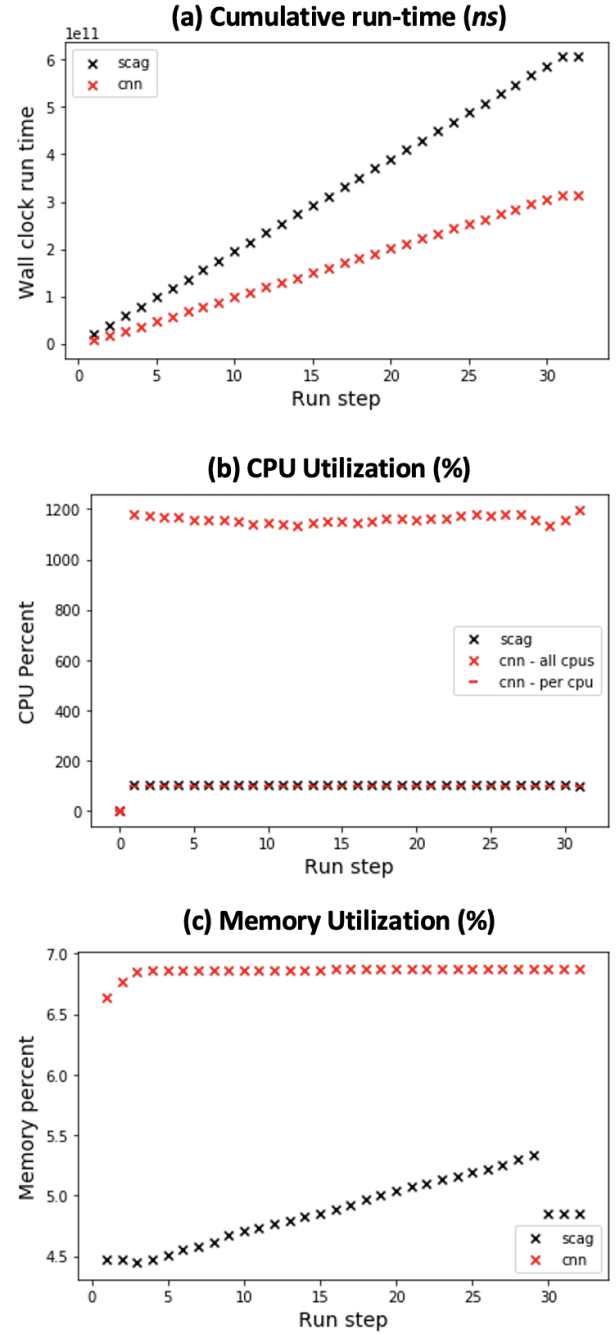 (a) Cumulative run-time (ns)
1e11
scag
cnn
6
5
4
3
2
1
0
Wall clock run time
0 5 10 15 20 25 30
Run step
(b) CPU Utilization (%)
1200
1000
800
600
400
200
0
CPU Percent
scag
cnn - all cpus
cnn - per cpu
0 5 10 15 20 25 30
Run step
(c) Memory Utilization (%)
7.0
6.5
6.0
5.5
5.0
4.5
Memory percent
scag
cnn
0 5 10 15 20 25 30
Run step